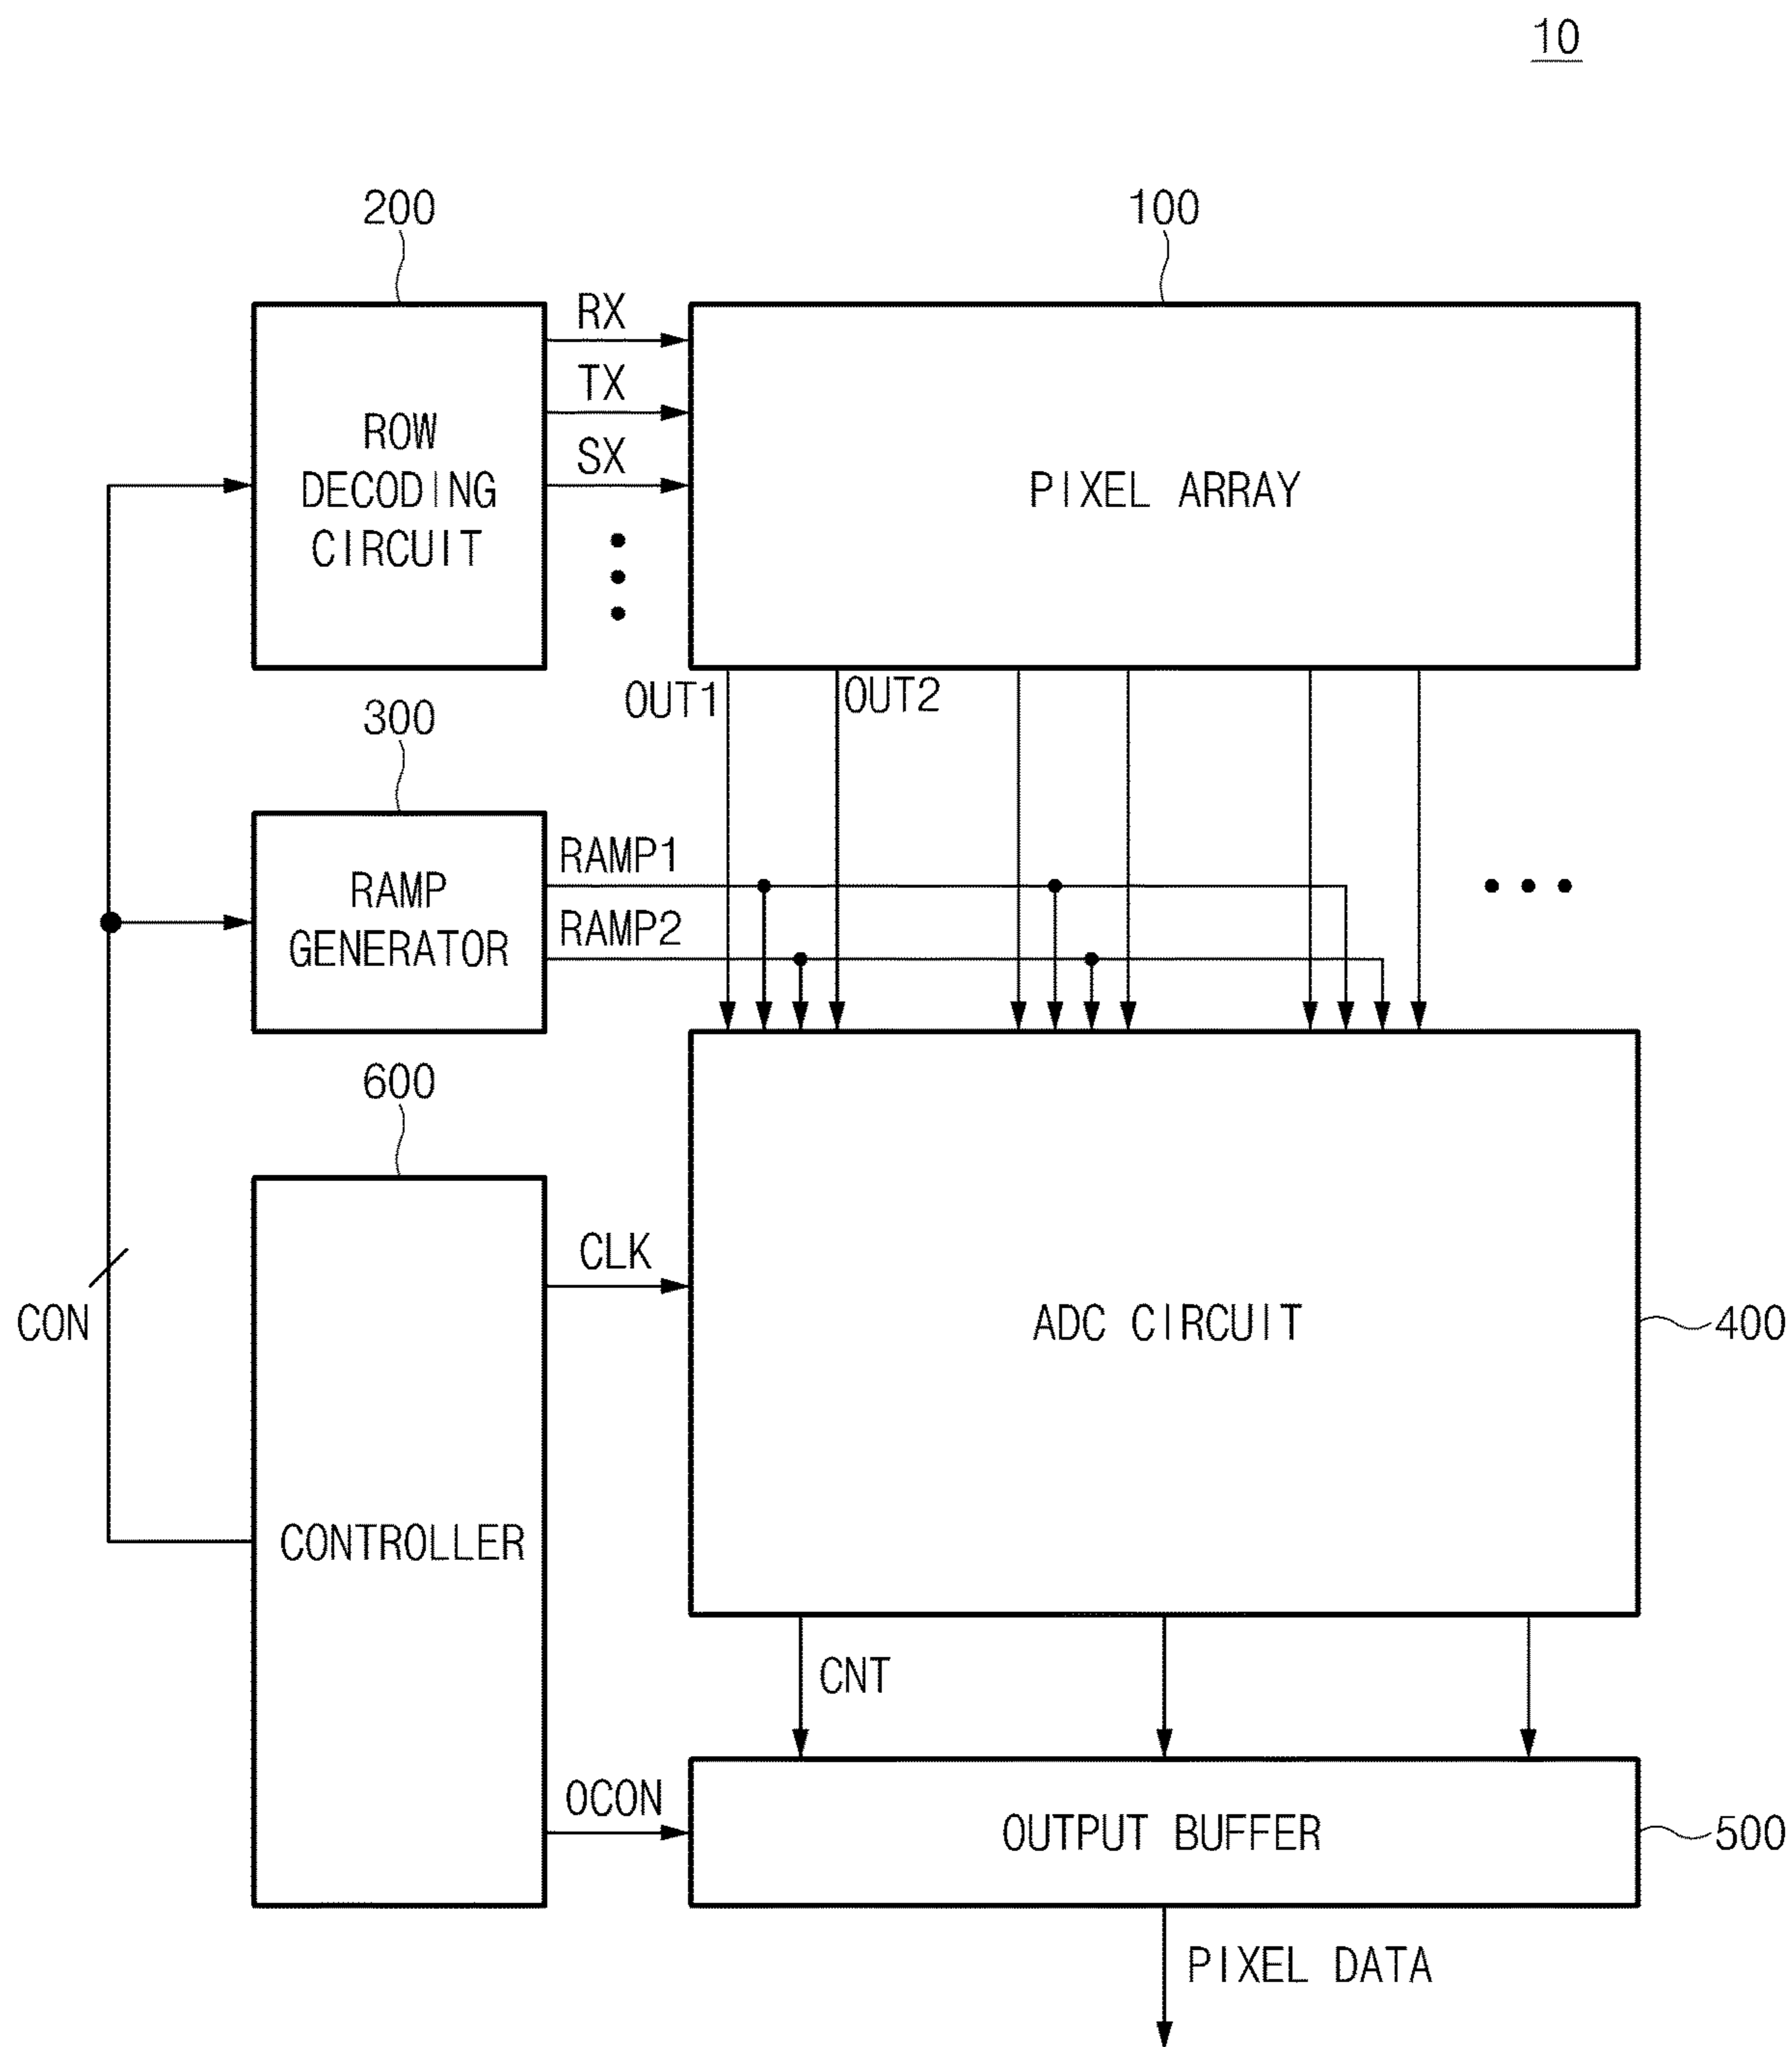 10
200
100
RX
TX
SX
ROW
DECODING
CIRCUIT
PIXEL ARRAY
OUT1
OUT2
300
RAMP
GENERATOR
RAMP1
RAMP2
600
CLK
CON
ADC CIRCUIT
400
CONTROLLER
CNT
OCON
OUTPUT BUFFER
500
PIXEL DATA